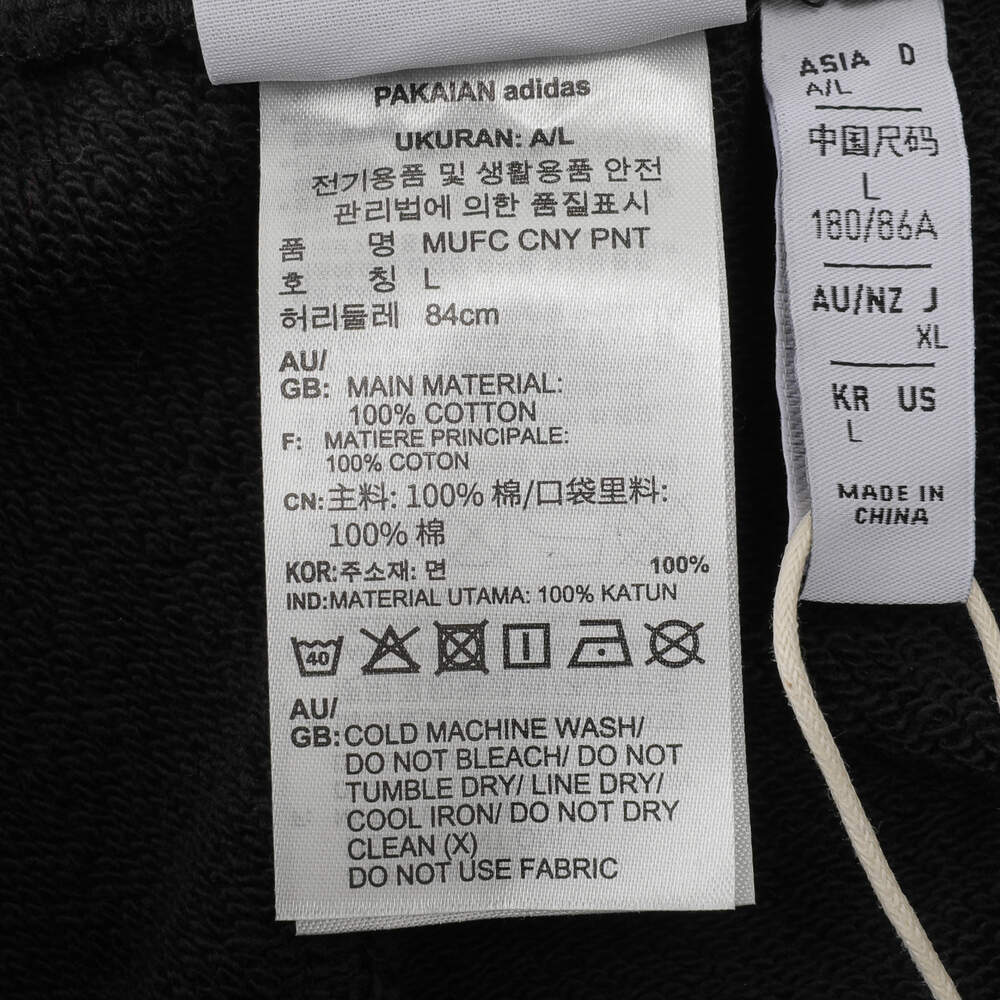 PAKAIAN adidas
UKURAN: A/L
전기용품 및 생활용품 안전
관리법에 의한 품질표시
품 명 MUFC CNY PNT
호 칭 L
허리둘레 84cm
AU/
GB: MAIN MATERIAL:
100% COTTON
F: MATIERE PRINCIPALE:
100% COTON
CN:主料: 100% 棉/口袋里料:
100% 棉
KOR:주소재: 면 100%
IND:MATERIAL UTAMA: 100% KATUN
40
AU/
GB:COLD MACHINE WASH/
DO NOT BLEACH/ DO NOT
TUMBLE DRY/ LINE DRY/
COOL IRON/ DO NOT DRY
CLEAN (X)
DO NOT USE FABRIC
ASIA D
A/L
中国尺码
L
180/86A
AU/NZ J
XL
KR US
L
MADE IN
CHINA